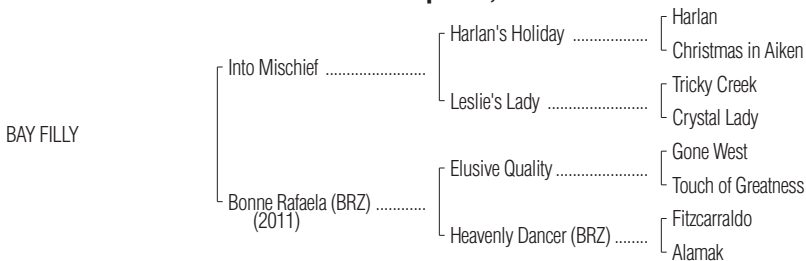 Harlan
Harlan's Holiday ..................
Christmas in Aiken
Into Mischief ........................
Tricky Creek
Leslie's Lady ........................
Crystal Lady
BAY FILLY
Gone West
Elusive Quality ......................
Touch of Greatness
Bonne Rafaela (BRZ) ............
(2011)
Fitzcarraldo
Heavenly Dancer (BRZ) ........
Alamak